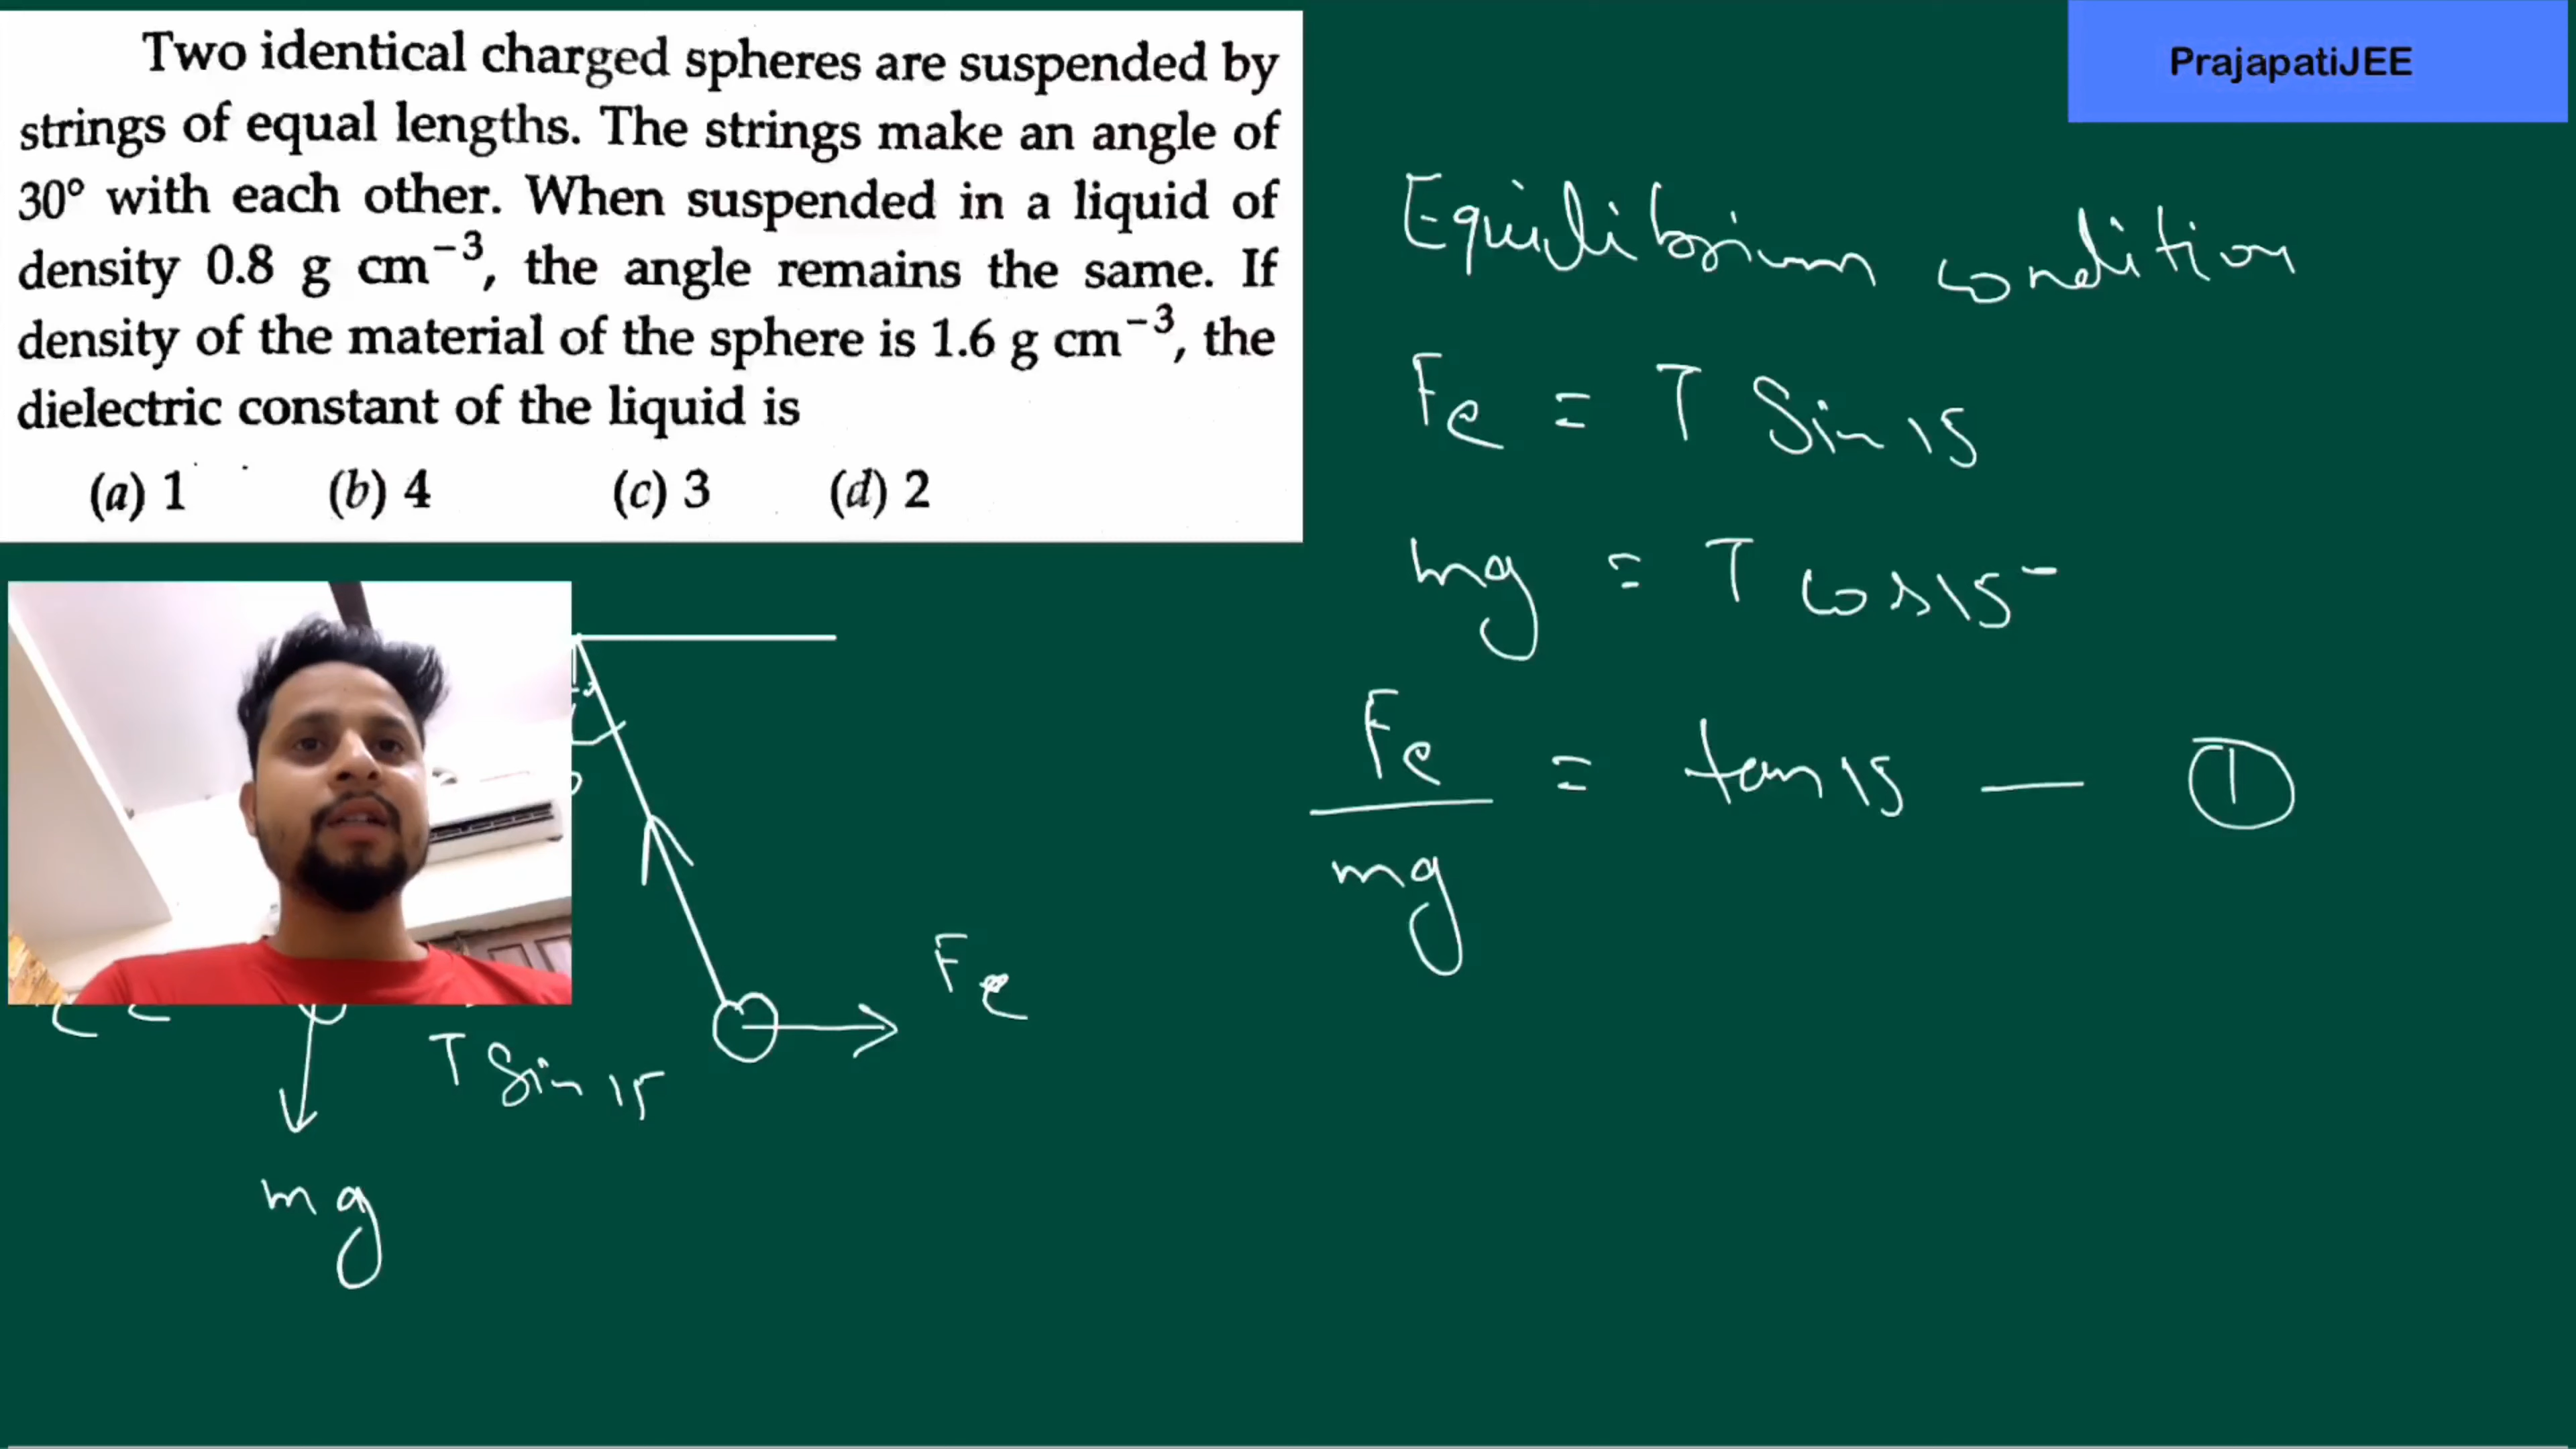 Two identical charged spheres are suspended by
strings of equal lengths. The strings make an angle of
30° with each other. When suspended in a liquid of
density 0.8 g cm⁻³, the angle remains the same. If
density of the material of the sphere is 1.6 g cm⁻³, the
dielectric constant of the liquid is
(a) 1 (b) 4 (c) 3 (d) 2
PrajapatiJEE
Equilibrium condition
Fe = T Sin 15
mg = T cos 15
Fe/mg = tan 15 — ①
Fe
T Sin 15
mg